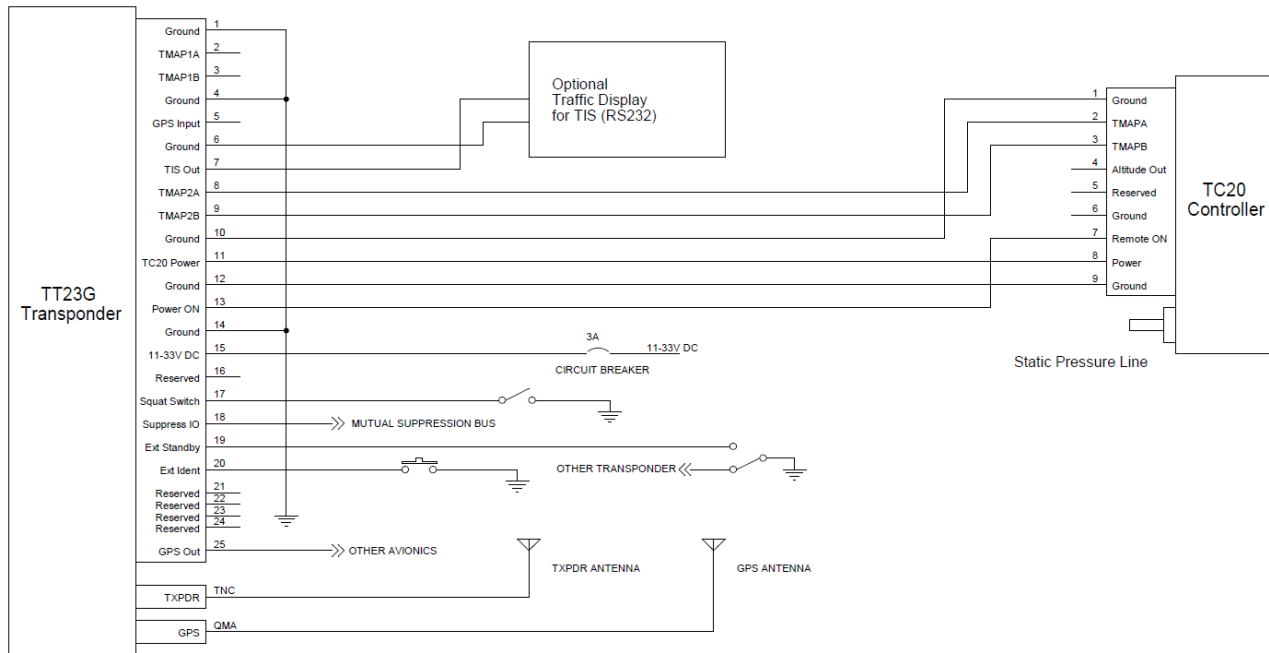 TT23G
Transponder
Ground 1
TMAP1A 2
TMAP1B 3
Ground 4
GPS Input 5
Ground 6
TIS Out 7
TMAP2A 8
TMAP2B 9
Ground 10
TC20 Power 11
Ground 12
Power ON 13
Ground 14
11-33V DC 15
Reserved 16
Squat Switch 17
Suppress IO 18
Ext Standby 19
Ext Ident 20
Reserved 21
Reserved 22
Reserved 23
Reserved 24
GPS Out 25
TXPDR TNC
GPS QMA
Optional
Traffic Display
for TIS (RS232)
3A
11-33V DC
CIRCUIT BREAKER
MUTUAL SUPPRESSION BUS
OTHER TRANSPONDER
OTHER AVIONICS
TXPDR ANTENNA
GPS ANTENNA
1 Ground
2 TMAPA
3 TMAPB
4 Altitude Out
5 Reserved
6 Ground
7 Remote ON
8 Power
9 Ground
TC20
Controller
Static Pressure Line